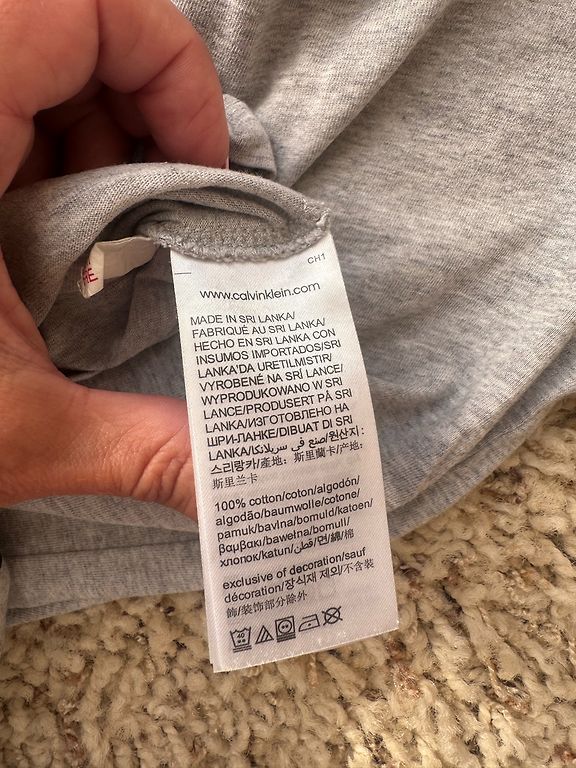 CH1
www.calvinklein.com
MADE IN SRI LANKA/
FABRIQUÉ AU SRI LANKA/
HECHO EN SRI LANKA CON
INSUMOS IMPORTADOS/SRI
LANKA'DA URETILMISTIR/
VYROBENÉ NA SRÍ LANCE/
WYPRODUKOWANO W SRI
LANCE/PRODUSERT PÅ SRI
LANKA/ИЗГОТОВЛЕНО НА
ШРИ-ЛАНКЕ/DIBUAT DI SRI
LANKA/صنع في سريلانكا/원산지:
스리랑카/產地: 斯里蘭卡/产地:
斯里兰卡
100% cotton/coton/algodón/
algodão/baumwolle/cotone/
pamuk/bavlna/bomuld/katoen/
βαμβακι/bawełna/bomull/
хлопок/katun/قطن/면/綿/棉
exclusive of decoration/sauf
décoration/장식재 제외/不含裝
飾/装饰部分除外
40